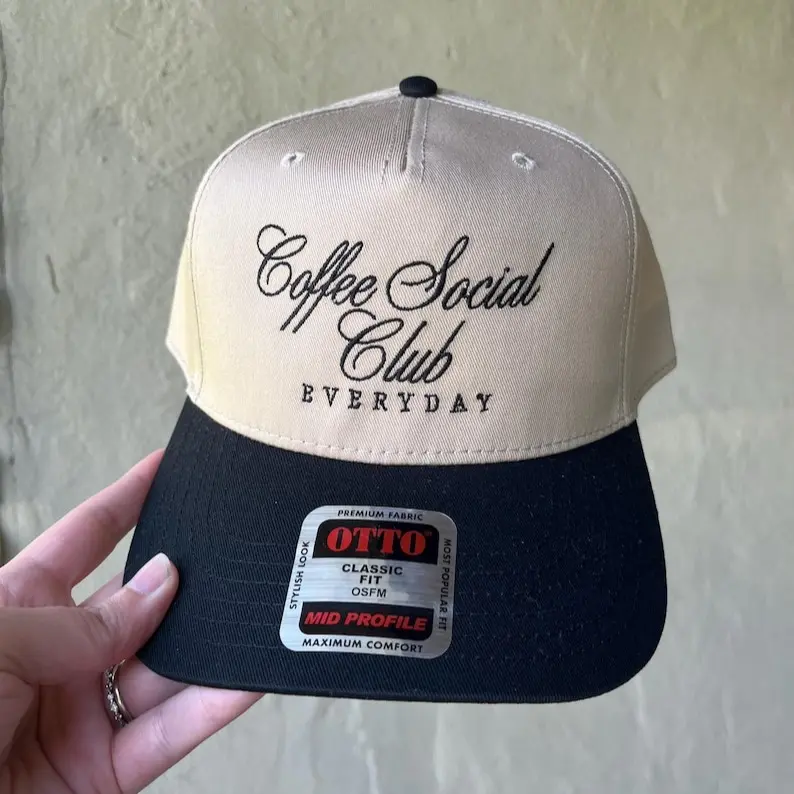 Coffee Social
Club
EVERYDAY
PREMIUM FABRIC
STYLISH LOOK
OTTO
CLASSIC
FIT
OSFM
MID PROFILE
MOST POPULAR FIT
MAXIMUM COMFORT